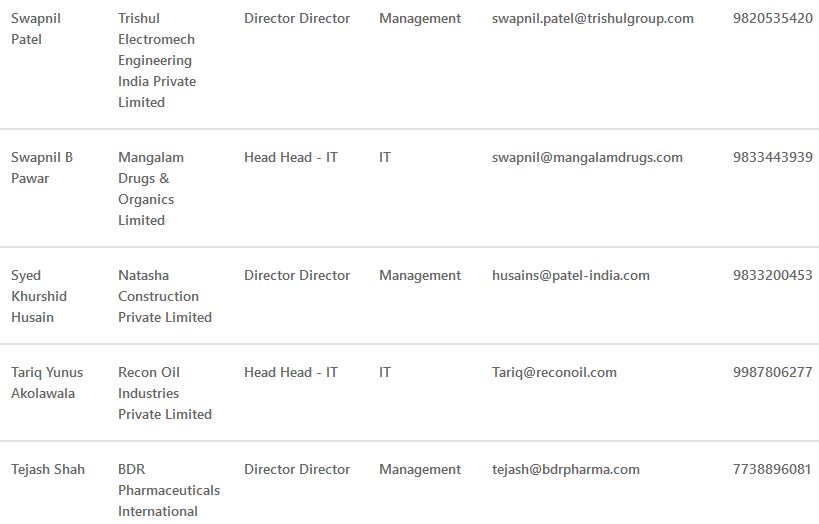 Swapnil Trishul Director Director Management swapnil.patel@trishulgroup.com 9820535420
Patel Electromech
Engineering
India Private
Limited
Swapnil B Mangalam Head Head - IT IT swapnil@mangalamdrugs.com 9833443939
Pawar Drugs &
Organics
Limited
Syed Natasha Director Director Management husains@patel-india.com 9833200453
Khurshid Construction
Husain Private Limited
Tariq Yunus Recon Oil Head Head - IT IT Tariq@reconoil.com 9987806277
Akolawala Industries
Private Limited
Tejash Shah BDR Director Director Management tejash@bdrpharma.com 7738896081
Pharmaceuticals
International